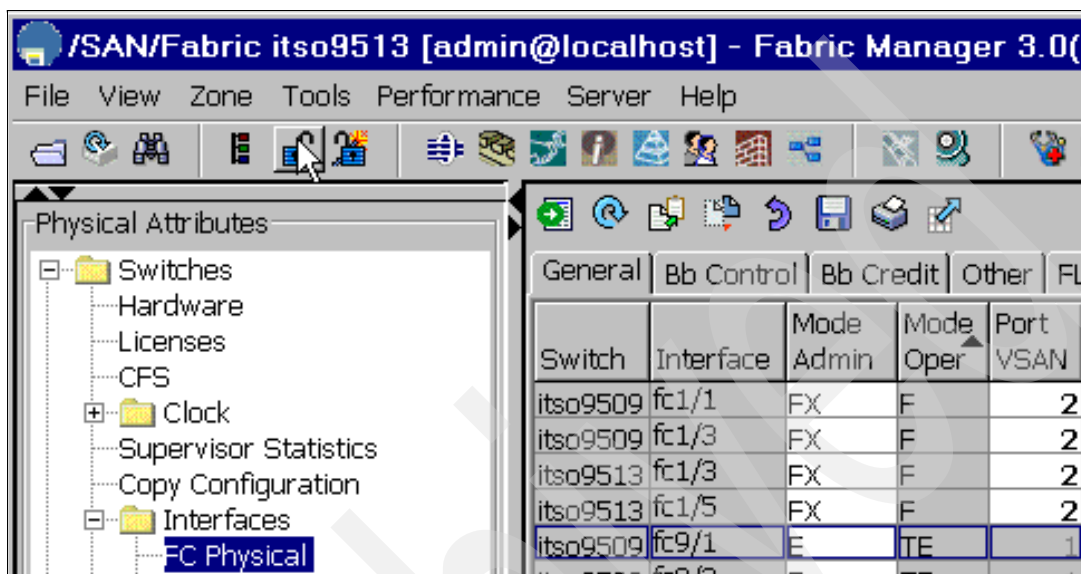 /SAN/Fabric itso9513 [admin@localhost] - Fabric Manager 3.0(
File View Zone Tools Performance Server Help
Physical Attributes
Switches
Hardware
Licenses
CFS
Clock
Supervisor Statistics
Copy Configuration
Interfaces
FC Physical
General Bb Control Bb Credit Other FL
Switch Interface Mode Admin Mode Oper Port VSAN
itso9509 fc1/1 FX F 2
itso9509 fc1/3 FX F 2
itso9513 fc1/3 FX F 2
itso9513 fc1/5 FX F 2
itso9509 fc9/1 E TE 1